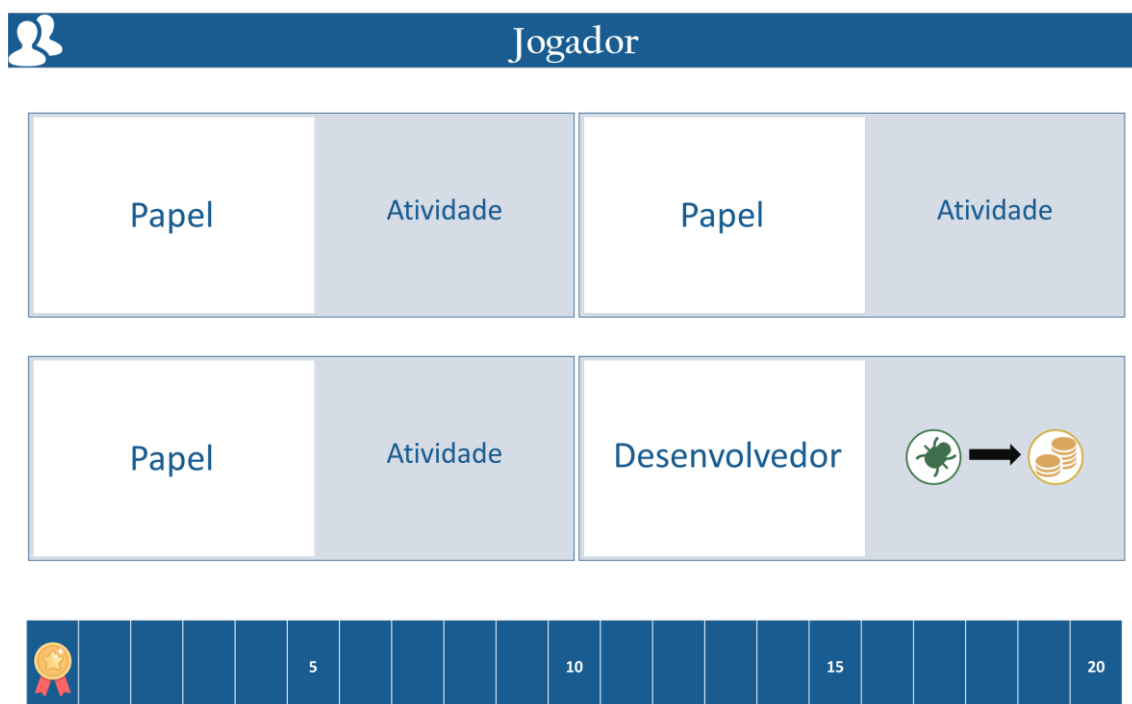 Jogador
Papel
Atividade
Papel
Atividade
Papel
Atividade
Desenvolvedor
5
10
15
20